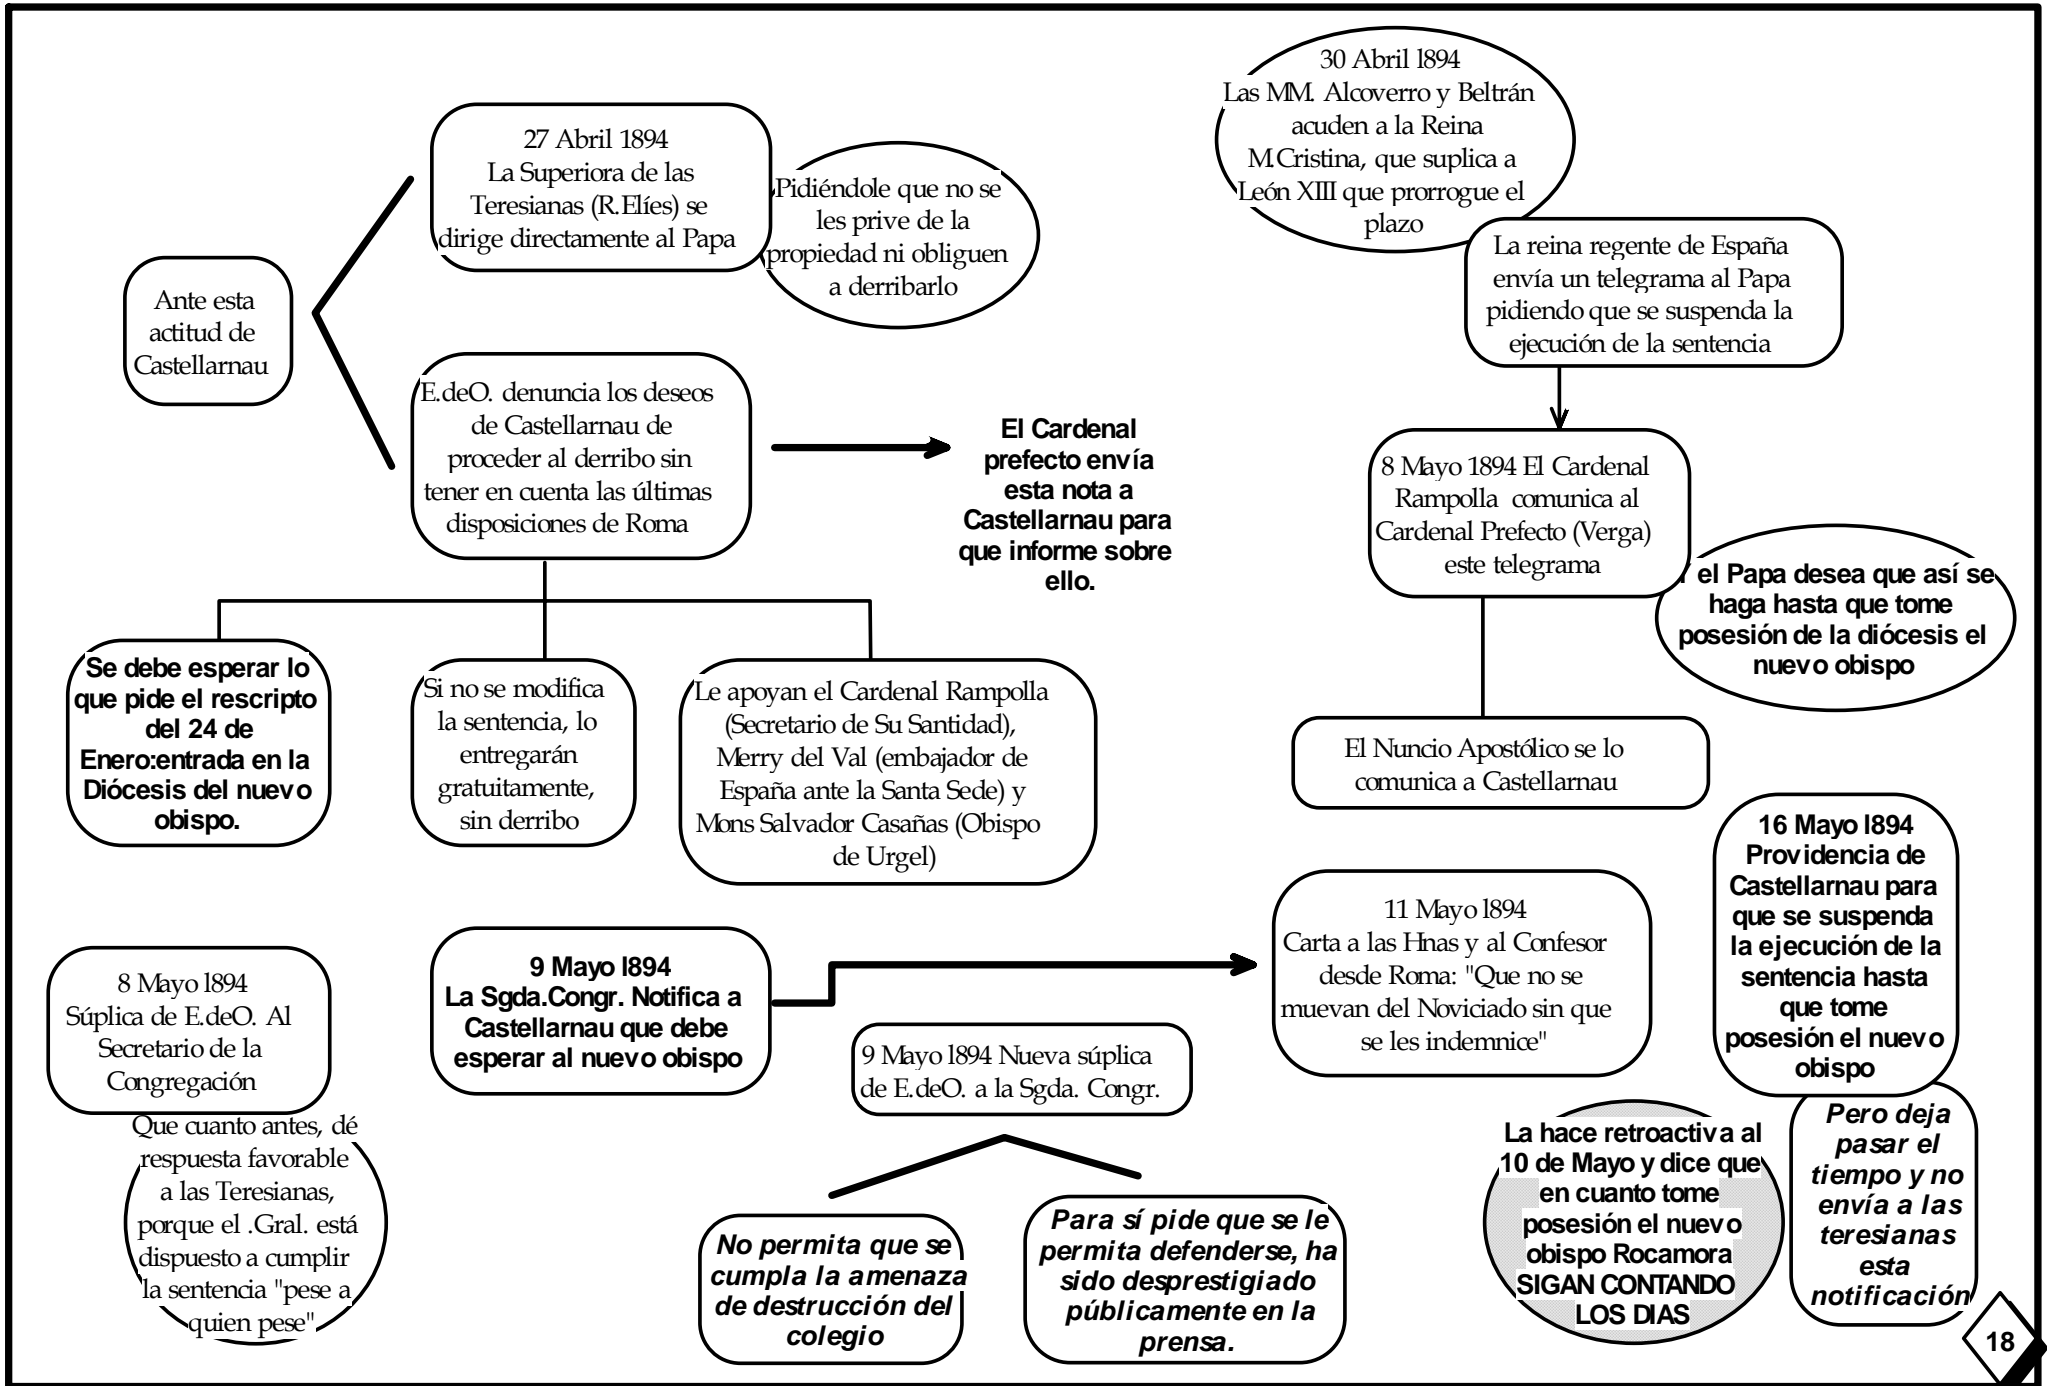 Ante esta
actitud de
Castellarnau
27 Abril 1894
La Superiora de las
Teresianas (R.Elíes) se
dirige directamente al Papa
Pidiéndole que no se
les prive de la
propiedad ni obliguen
a derribarlo
E.deO. denuncia los deseos
de Castellarnau de
proceder al derribo sin
tener en cuenta las últimas
disposiciones de Roma
El Cardenal
prefecto envía
esta nota a
Castellarnau para
que informe sobre
ello.
Se debe esperar lo
que pide el rescripto
del 24 de
Enero:entrada en la
Diócesis del nuevo
obispo.
Si no se modifica
la sentencia, lo
entregarán
gratuitamente,
sin derribo
Le apoyan el Cardenal Rampolla
(Secretario de Su Santidad),
Merry del Val (embajador de
España ante la Santa Sede) y
Mons Salvador Casañas (Obispo
de Urgel)
30 Abril l894
Las MM. Alcoverro y Beltrán
acuden a la Reina
M.Cristina, que suplica a
León XIII que prorrogue el
plazo
La reina regente de España
envía un telegrama al Papa
pidiendo que se suspenda la
ejecución de la sentencia
8 Mayo 1894 El Cardenal
Rampolla comunica al
Cardenal Prefecto (Verga)
este telegrama
el Papa desea que así se
haga hasta que tome
posesión de la diócesis el
nuevo obispo
El Nuncio Apostólico se lo
comunica a Castellarnau
8 Mayo l894
Súplica de E.deO. Al
Secretario de la
Congregación
Que cuanto antes, dé
respuesta favorable
a las Teresianas,
porque el .Gral. está
dispuesto a cumplir
la sentencia "pese a
quien pese"
9 Mayo l894
La Sgda.Congr. Notifica a
Castellarnau que debe
esperar al nuevo obispo
9 Mayo l894 Nueva súplica
de E.deO. a la Sgda. Congr.
No permita que se
cumpla la amenaza
de destrucción del
colegio
Para sí pide que se le
permita defenderse, ha
sido desprestigiado
públicamente en la
prensa.
11 Mayo l894
Carta a las Hnas y al Confesor
desde Roma: "Que no se
muevan del Noviciado sin que
se les indemnice"
16 Mayo l894
Providencia de
Castellarnau para
que se suspenda
la ejecución de la
sentencia hasta
que tome
posesión el nuevo
obispo
La hace retroactiva al
10 de Mayo y dice que
en cuanto tome
posesión el nuevo
obispo Rocamora
SIGAN CONTANDO
LOS DIAS
Pero deja
pasar el
tiempo y no
envía a las
teresianas
esta
notificación
18